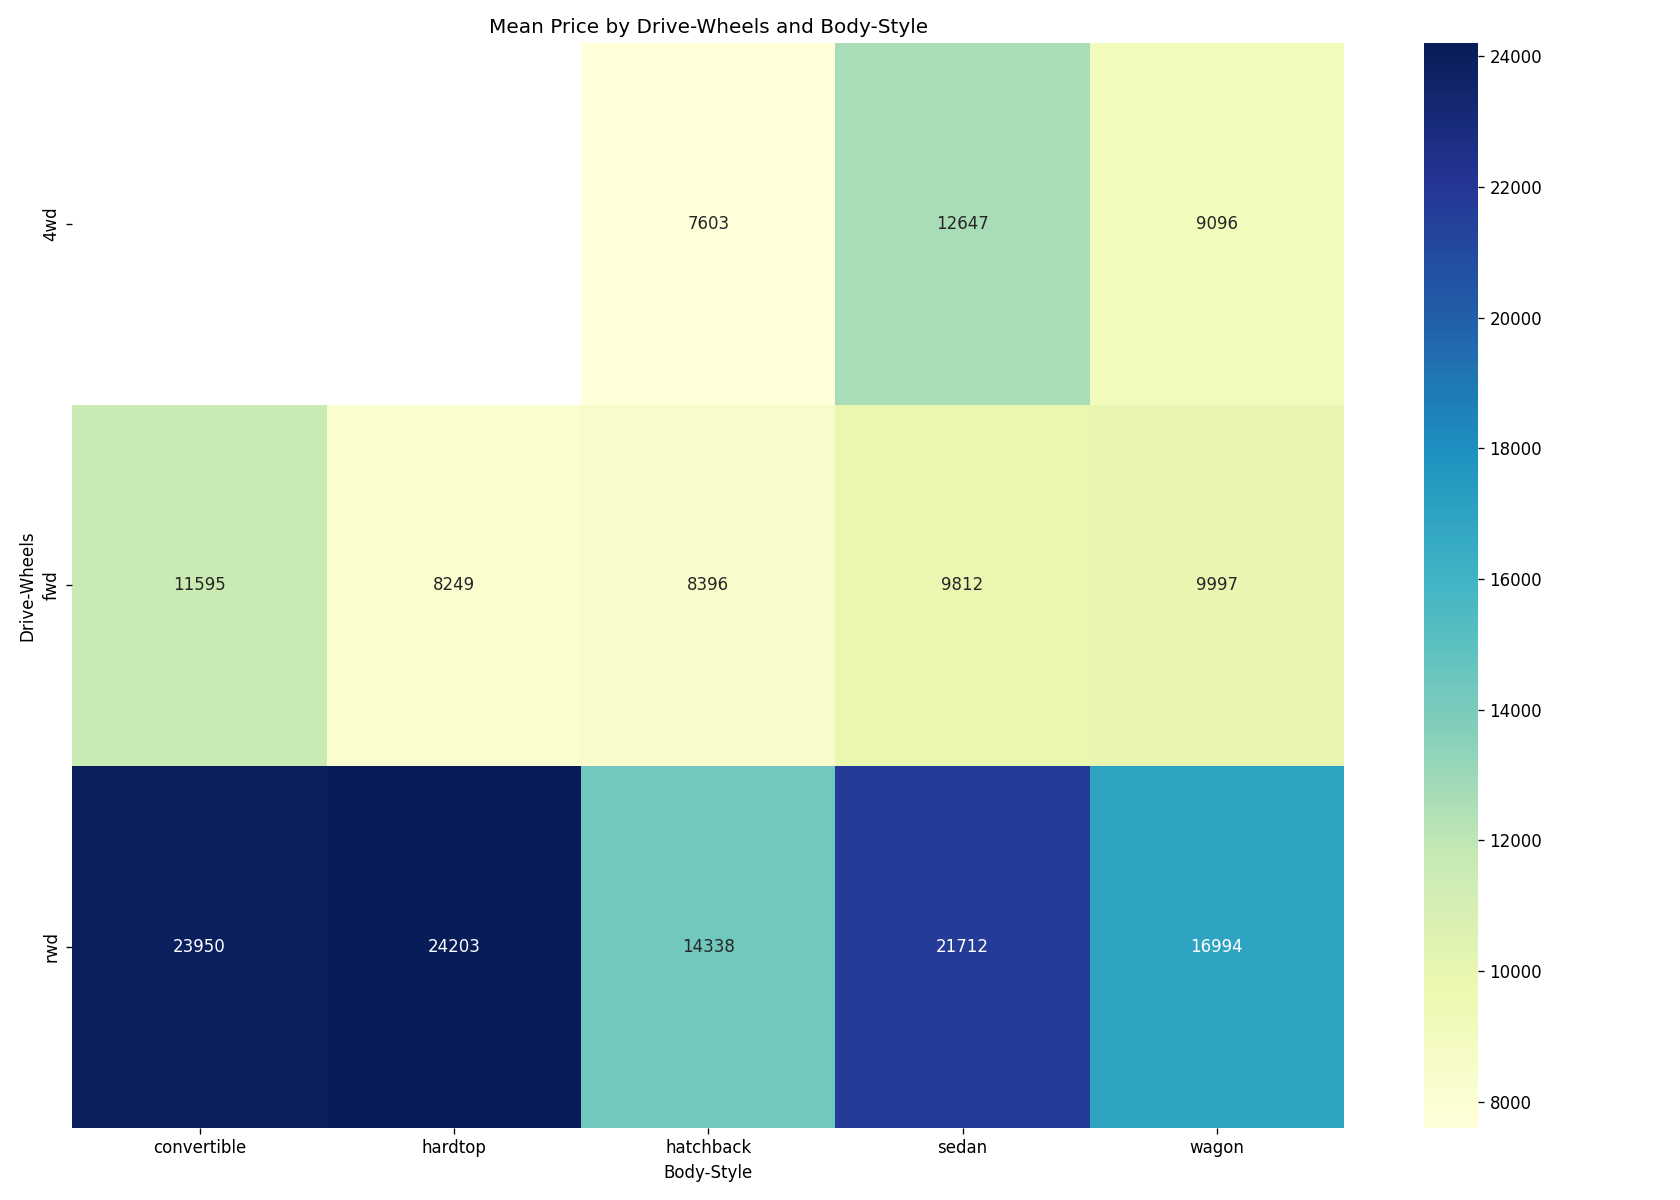 Mean Price by Drive-Wheels and Body-Style
24000
22000
20000
18000
16000
14000
12000
10000
8000
Drive-Wheels
4wd
7603
12647
9096
fwd
11595
8249
8396
9812
9997
rwd
23950
24203
14338
21712
16994
convertible
hardtop
hatchback
sedan
wagon
Body-Style